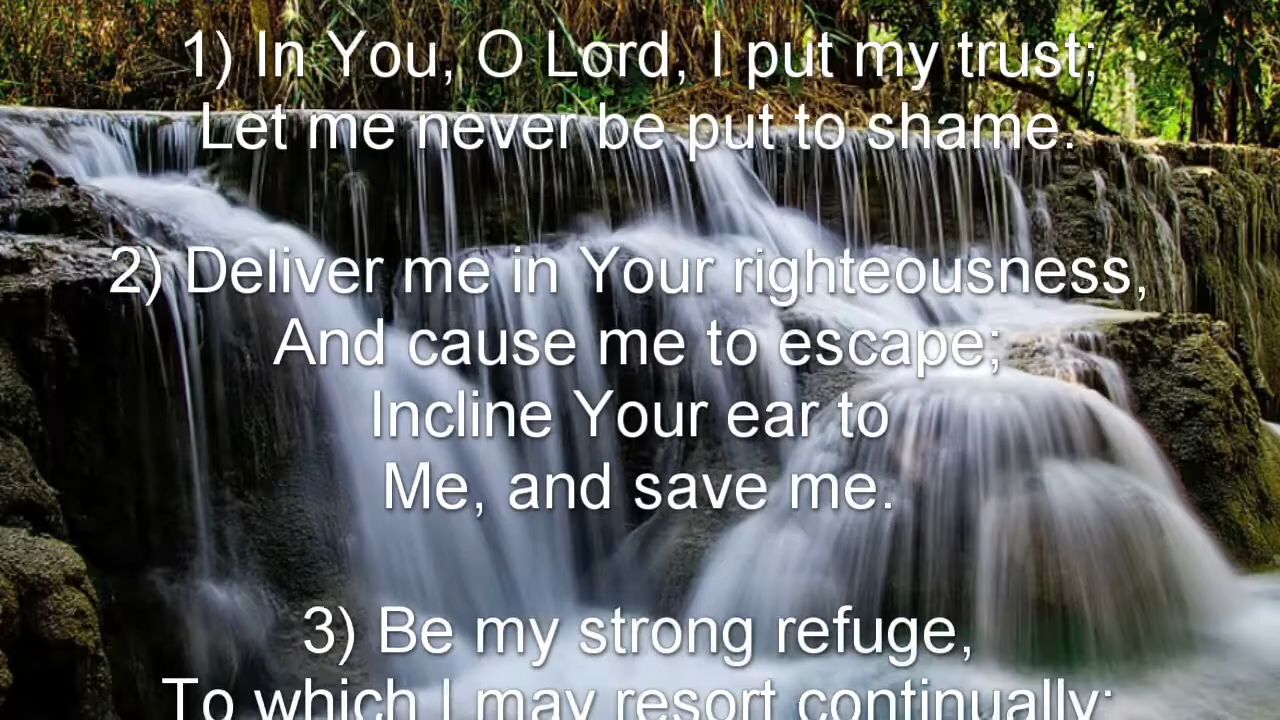 1) In You, O Lord, I put my trust;
Let me never be put to shame.
2) Deliver me in Your righteousness,
And cause me to escape;
Incline Your ear to
Me, and save me.
3) Be my strong refuge,
To which I may resort continually;